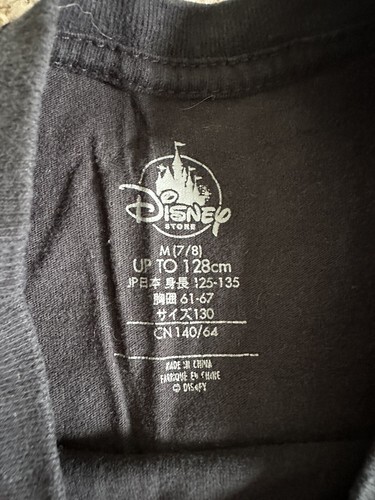 Disney
STORE
M (7/8)
UP TO 128cm
JP日本 身長 125-135
胸囲 61-67
サイズ130
CN 140/64
MADE IN CHINA
FABRIQUÉ EN CHINE
© DISNEY